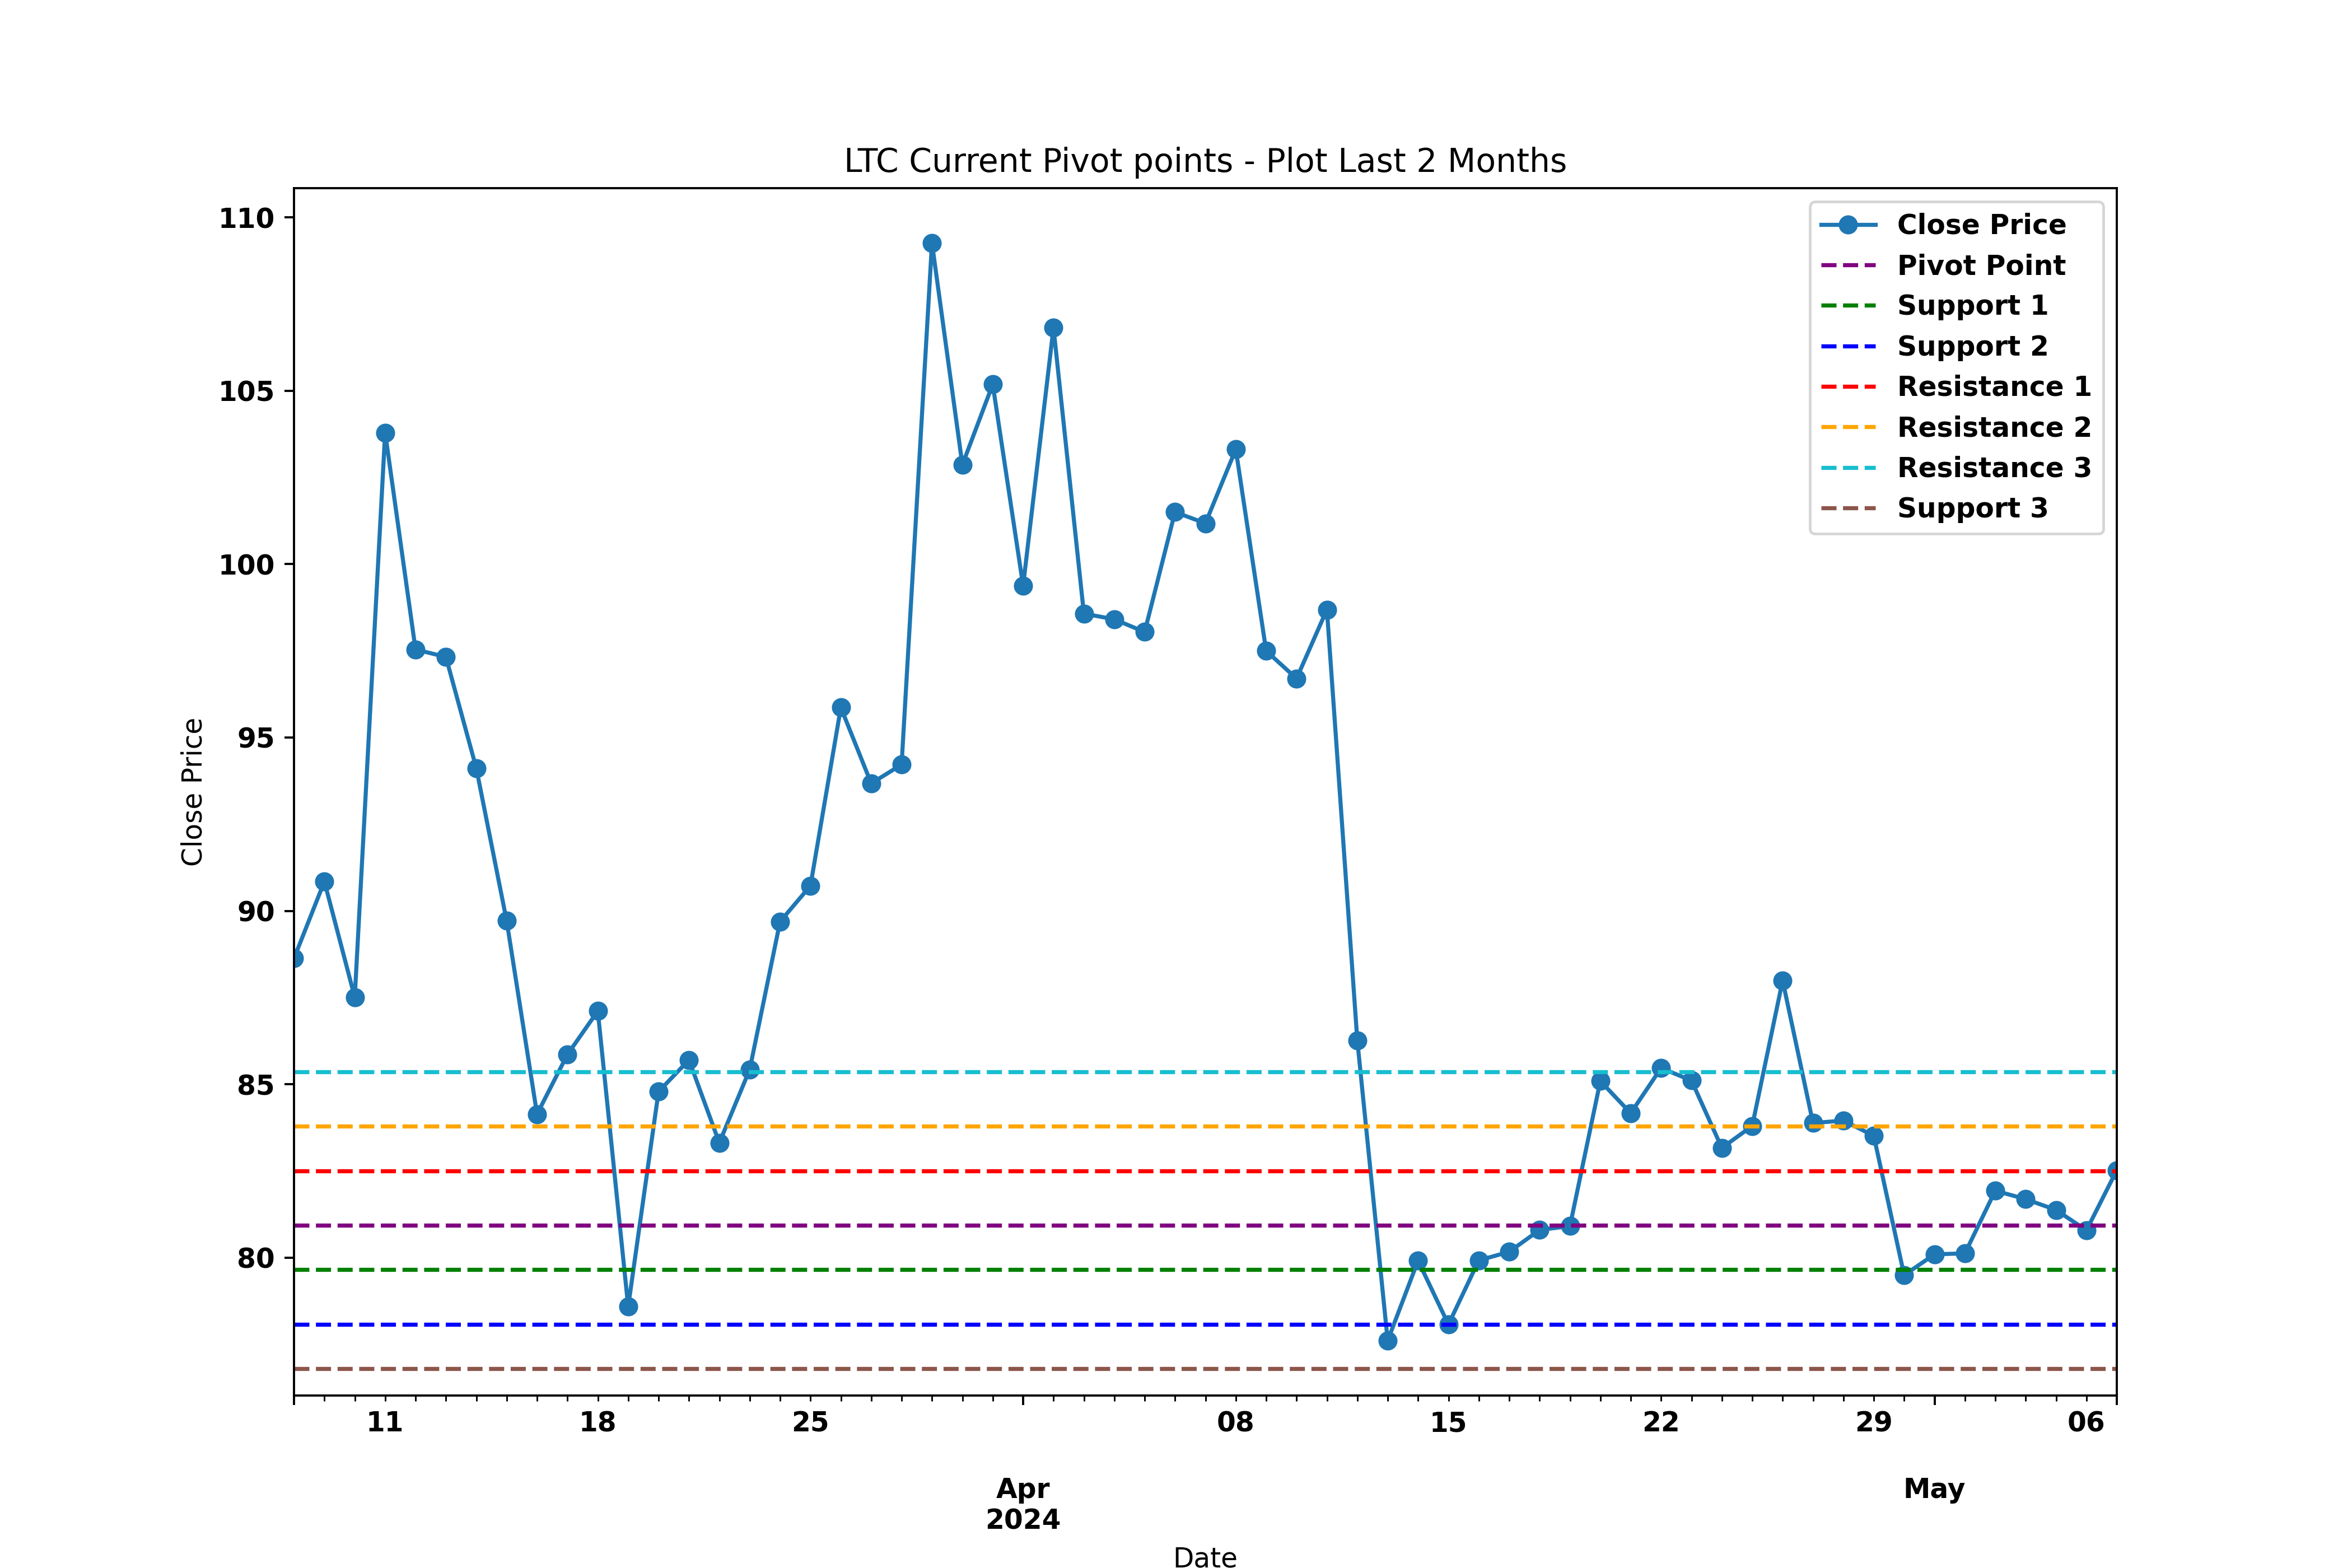 LTC Current Pivot points - Plot Last 2 Months
110
105
100
95
90
85
80
Close Price
Close Price
Pivot Point
Support 1
Support 2
Resistance 1
Resistance 2
Resistance 3
Support 3
11 18 25 08 15 22 29 06
Apr May
2024
Date